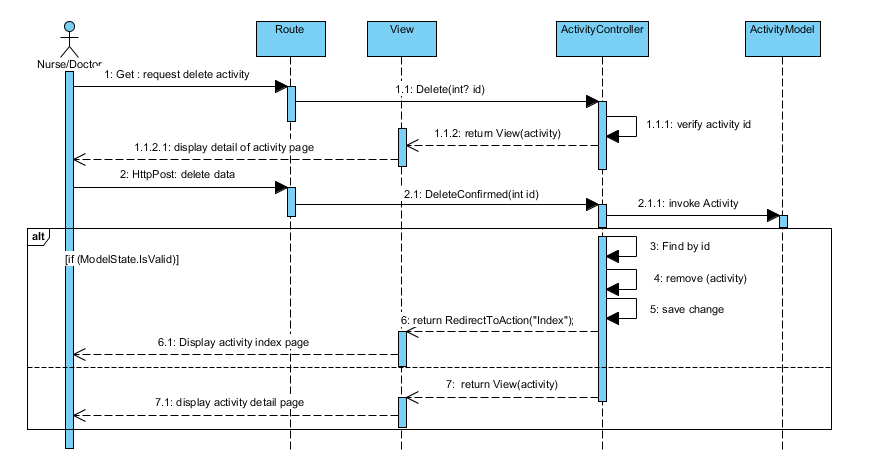 Route
View
ActivityController
ActivityModel
Nurse/Doctor
1: Get : request delete activity
1.1: Delete(int? id)
1.1.1: verify activity id
1.1.2: return View(activity)
1.1.2.1: display detail of activity page
2: HttpPost: delete data
2.1: DeleteConfirmed(int id)
2.1.1: invoke Activity
alt
[if (ModelState.IsValid)]
3: Find by id
4: remove (activity)
5: save change
6: return RedirectToAction("Index");
6.1: Display activity index page
7: return View(activity)
7.1: display activity detail page